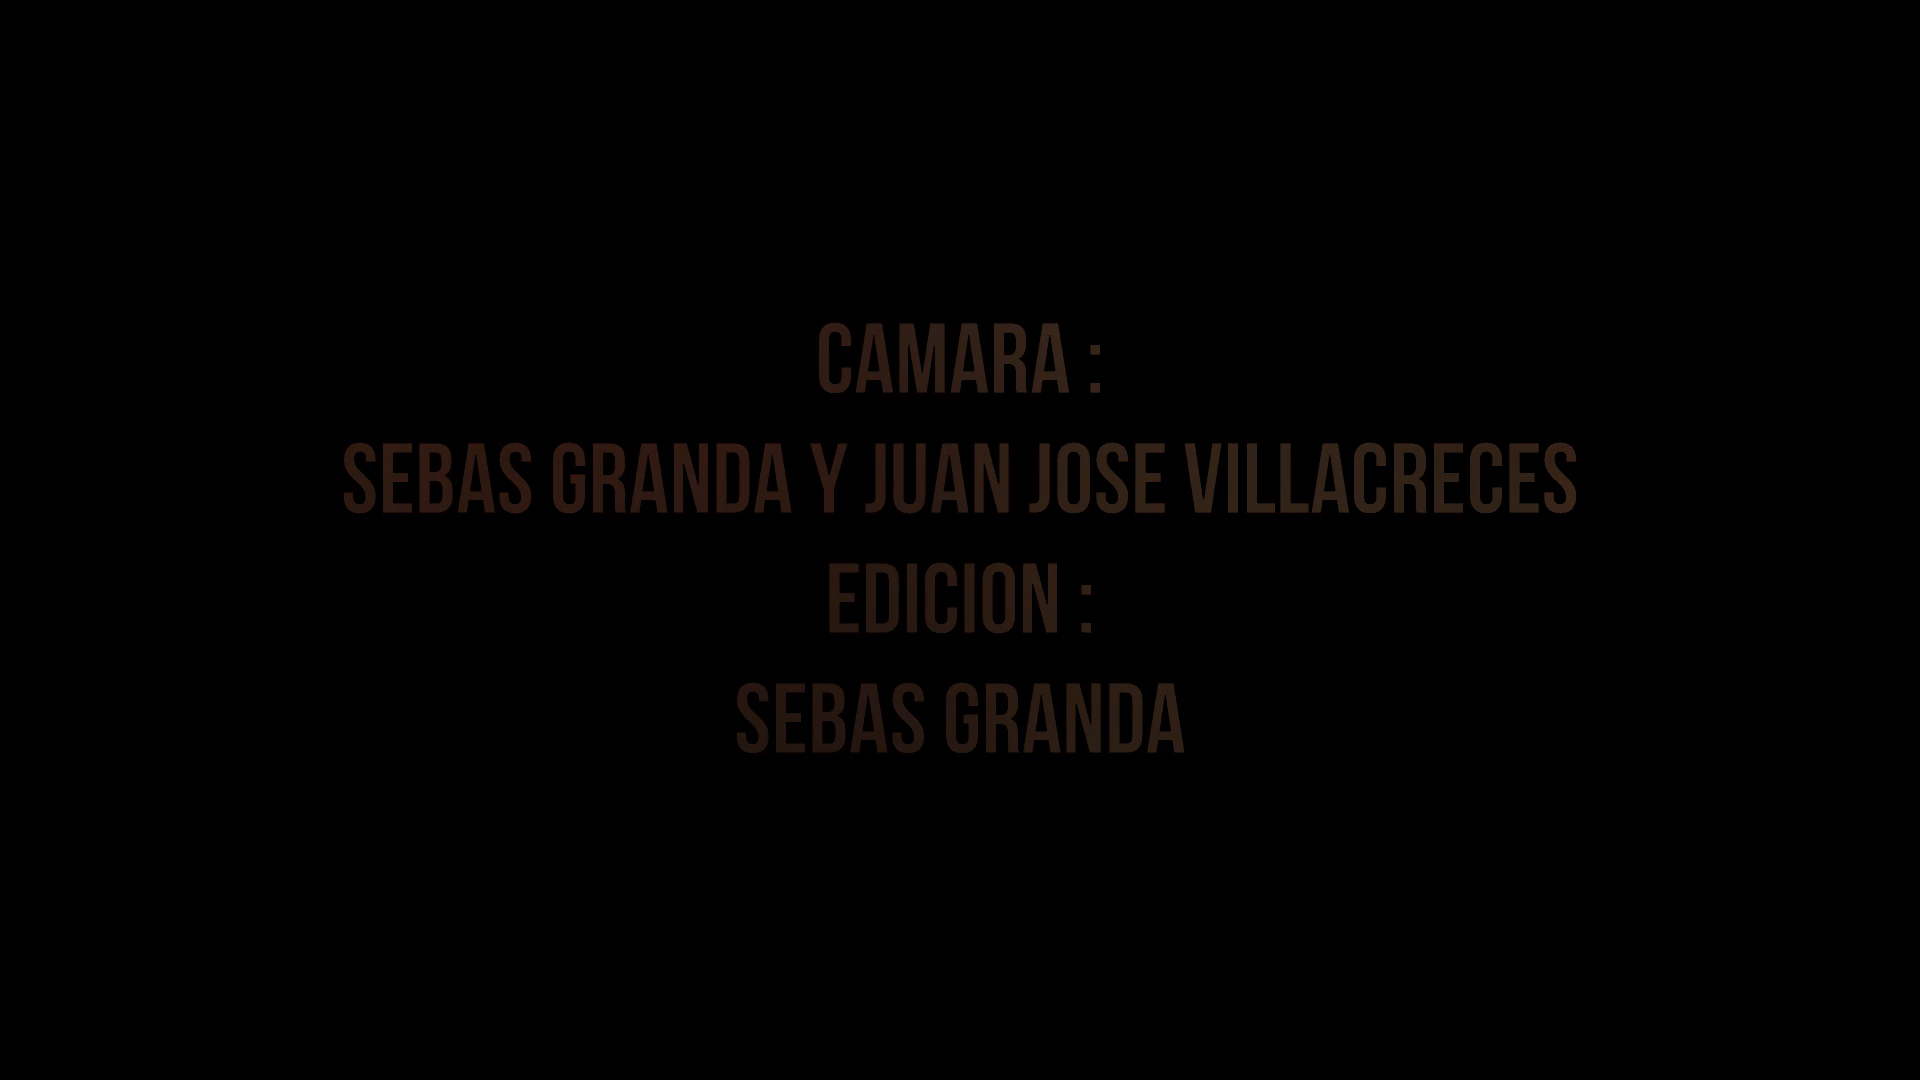 CAMARA :
SEBAS GRANDA Y JUAN JOSE VILLACRECES
EDICION :
SEBAS GRANDA